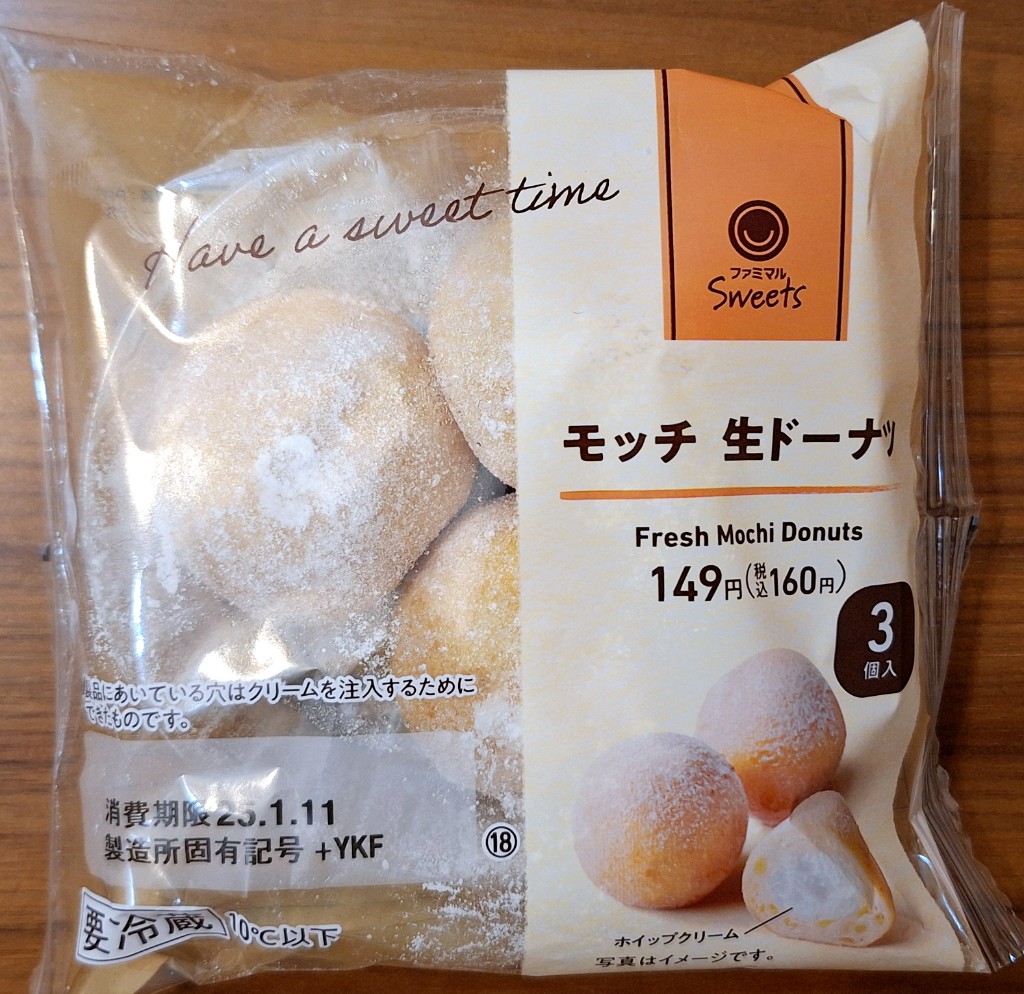 Have a sweet time
ファミマル
Sweets
モッチ 生ドーナツ
Fresh Mochi Donuts
149円(税込160円)
3
個入
製品にあいている穴はクリームを注入するために
できたものです。
消費期限 25.1.11
製造所固有記号 +YKF
⑱
要冷蔵 10℃以下
ホイップクリーム
写真はイメージです。